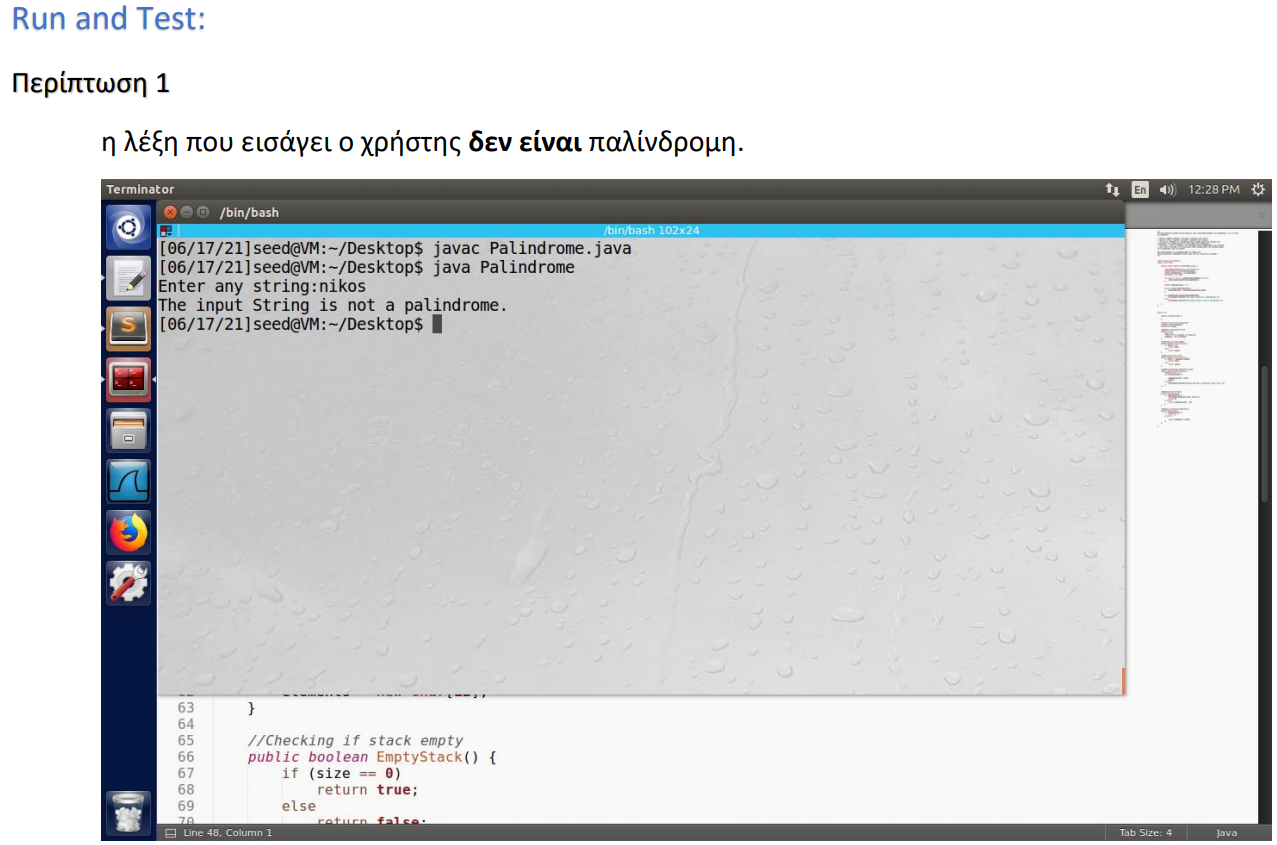 Run and Test:
Περίπτωση 1
η λέξη που εισάγει ο χρήστης δεν είναι παλίνδρομη.
Terminator
En
12:28 PM
/bin/bash
/bin/bash 102x24
[06/17/21]seed@VM:~/Desktop$ javac Palindrome.java
[06/17/21]seed@VM:~/Desktop$ java Palindrome
Enter any string:nikos
The input String is not a palindrome.
[06/17/21]seed@VM:~/Desktop$
63 }
64
65 //Checking if stack empty
66 public boolean EmptyStack() {
67 if (size == 0)
68 return true;
69 else
70 return false;
Line 48, Column 1
Tab Size: 4
Java